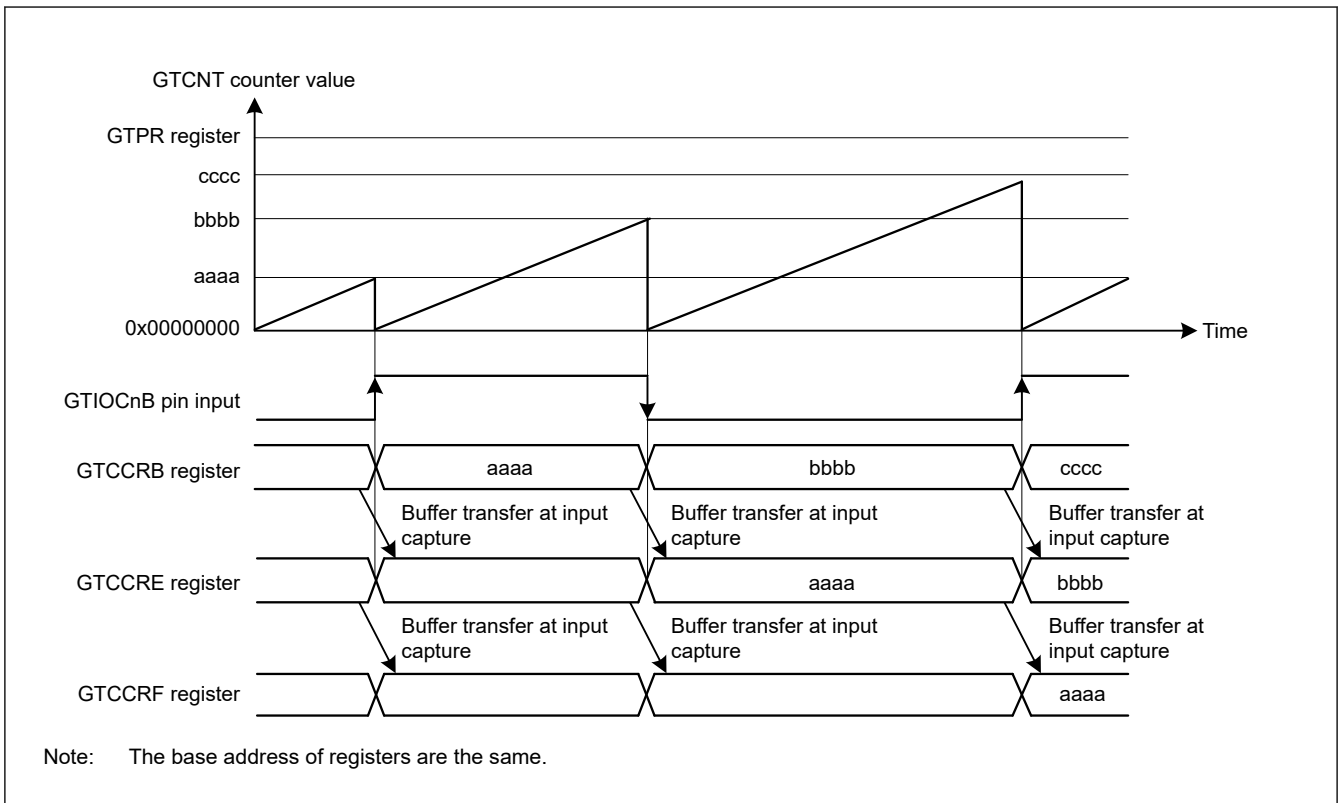 GTCNT counter value
GTPR register
cccc
bbbb
aaaa
0x00000000
Time
GTIOCnB pin input
GTCCRB register
aaaa
bbbb
cccc
Buffer transfer at input
capture
Buffer transfer at input
capture
Buffer transfer at
input capture
GTCCRE register
aaaa
bbbb
Buffer transfer at input
capture
Buffer transfer at input
capture
Buffer transfer at
input capture
GTCCRF register
aaaa
Note: The base address of registers are the same.